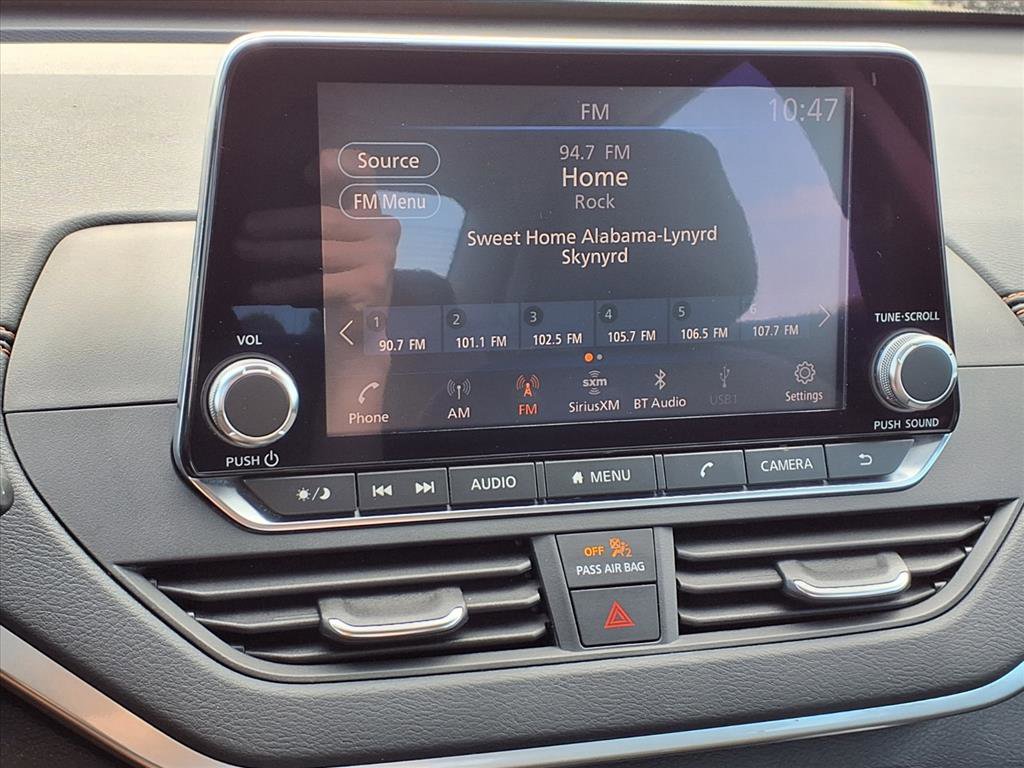 FM
10:47
94.7 FM
Source
Home
FM Menu
Rock
Sweet Home Alabama-Lynyrd
Skynyrd
1
90.7 FM
2
101.1 FM
3
102.5 FM
4
105.7 FM
5
106.5 FM
6
107.7 FM
Phone
AM
FM
sxm
SiriusXM
BT Audio
USB1
Settings
VOL
PUSH
TUNE·SCROLL
PUSH SOUND
AUDIO
MENU
CAMERA
OFF 2
PASS AIR BAG